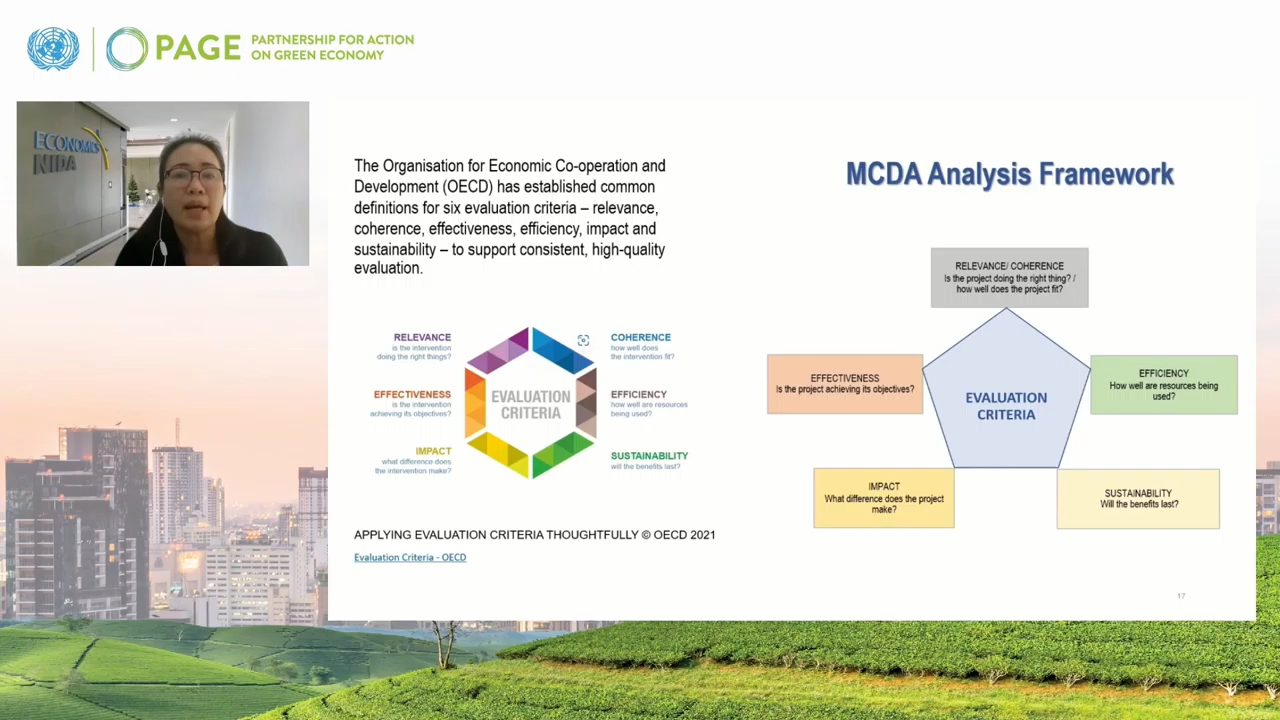 PAGE
PARTNERSHIP FOR ACTION
ON GREEN ECONOMY
ECONOMICS
NIDA
The Organisation for Economic Co-operation and
Development (OECD) has established common
definitions for six evaluation criteria – relevance,
coherence, effectiveness, efficiency, impact and
sustainability – to support consistent, high-quality
evaluation.
RELEVANCE
is the intervention
doing the right things?
COHERENCE
how well does
the intervention fit?
EFFECTIVENESS
is the intervention
achieving its objectives?
EVALUATION
CRITERIA
EFFICIENCY
how well are resources
being used?
IMPACT
what difference does
the intervention make?
SUSTAINABILITY
will the benefits last?
APPLYING EVALUATION CRITERIA THOUGHTFULLY © OECD 2021
Evaluation Criteria - OECD
MCDA Analysis Framework
RELEVANCE/ COHERENCE
Is the project doing the right thing? /
how well does the project fit?
EFFECTIVENESS
Is the project achieving its objectives?
EVALUATION
CRITERIA
EFFICIENCY
How well are resources being
used?
IMPACT
What difference does the project
make?
SUSTAINABILITY
Will the benefits last?
17